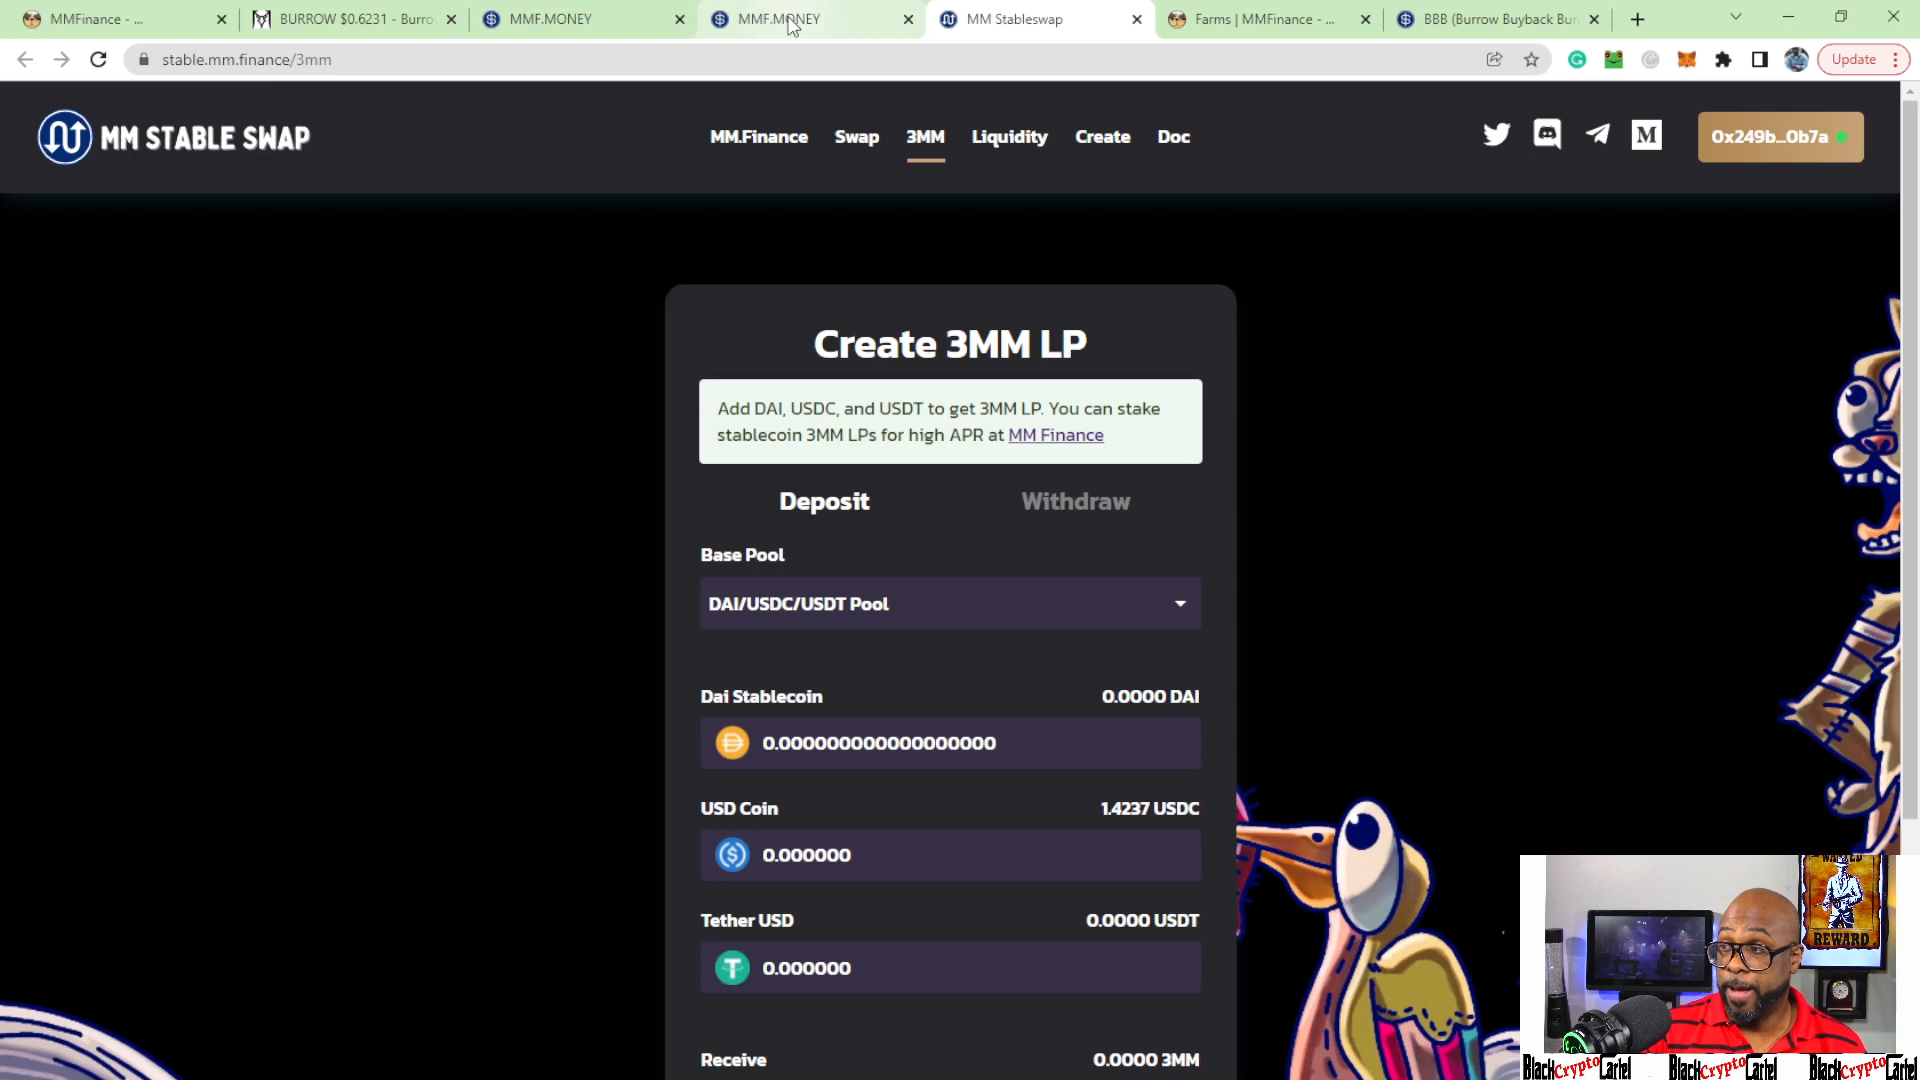 MMFinance - ...
BURROW $0.6231 - Burro
MMF.MONEY
MMF.MONEY
MM Stableswap
Farms | MMFinance - ...
BBB (Burrow Buyback Bur
stable.mm.finance/3mm
Update
MM STABLE SWAP
MM.Finance
Swap
3MM
Liquidity
Create
Doc
M
0x249b...0b7a
Create 3MM LP
Add DAI, USDC, and USDT to get 3MM LP. You can stake
stablecoin 3MM LPs for high APR at MM Finance
Deposit
Withdraw
Base Pool
DAI/USDC/USDT Pool
Dai Stablecoin
0.0000 DAI
0.000000000000000000
USD Coin
1.4237 USDC
0.000000
Tether USD
0.0000 USDT
0.000000
Receive
0.0000 3MM
WANTED
REWARD
BlackCryptoCartel BlackCryptoCartel BlackCryptoCartel